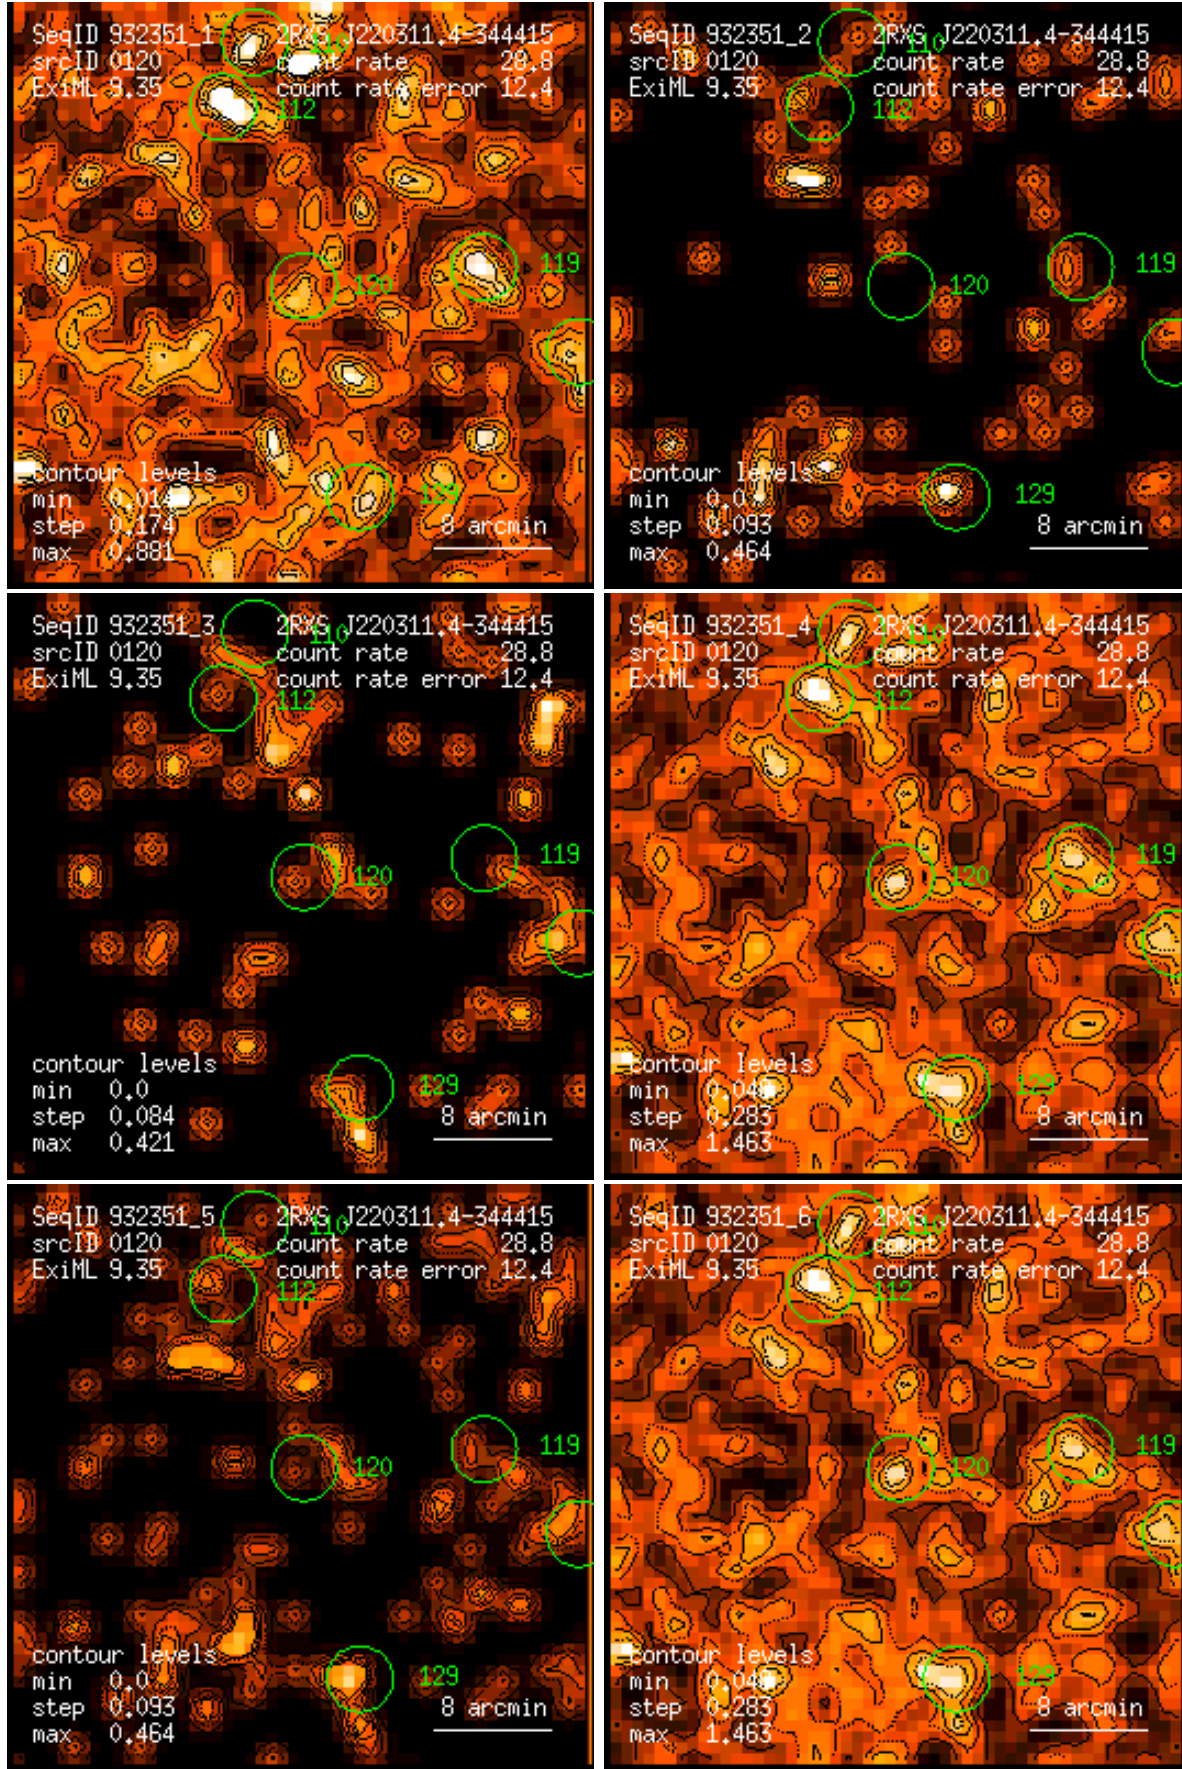 SeqID 932351_1 2RXS J220311.4-344415
110
srcID 0120 count rate 28.8
ExiML 9.35 count rate error 12.4
112
119
120
contour levels
min 0.014
129
step 0.174 8 arcmin
max 0.881
SeqID 932351_2 2RXS J220311.4-344415
110
srcID 0120 count rate 28.8
ExiML 9.35 count rate error 12.4
112
119
120
contour levels
min 0.0
129
step 0.093 8 arcmin
max 0.464
SeqID 932351_3 2RXS J220311.4-344415
110
srcID 0120 count rate 28.8
ExiML 9.35 count rate error 12.4
112
119
120
contour levels
min 0.0
129
step 0.084 8 arcmin
max 0.421
SeqID 932351_4 2RXS J220311.4-344415
110
srcID 0120 count rate 28.8
ExiML 9.35 count rate error 12.4
112
119
120
contour levels
min 0.048
129
step 0.283 8 arcmin
max 1.463
SeqID 932351_5 2RXS J220311.4-344415
110
srcID 0120 count rate 28.8
ExiML 9.35 count rate error 12.4
112
119
120
contour levels
min 0.0
129
step 0.093 8 arcmin
max 0.464
SeqID 932351_6 2RXS J220311.4-344415
110
srcID 0120 count rate 28.8
ExiML 9.35 count rate error 12.4
112
119
120
contour levels
min 0.048
129
step 0.283 8 arcmin
max 1.463